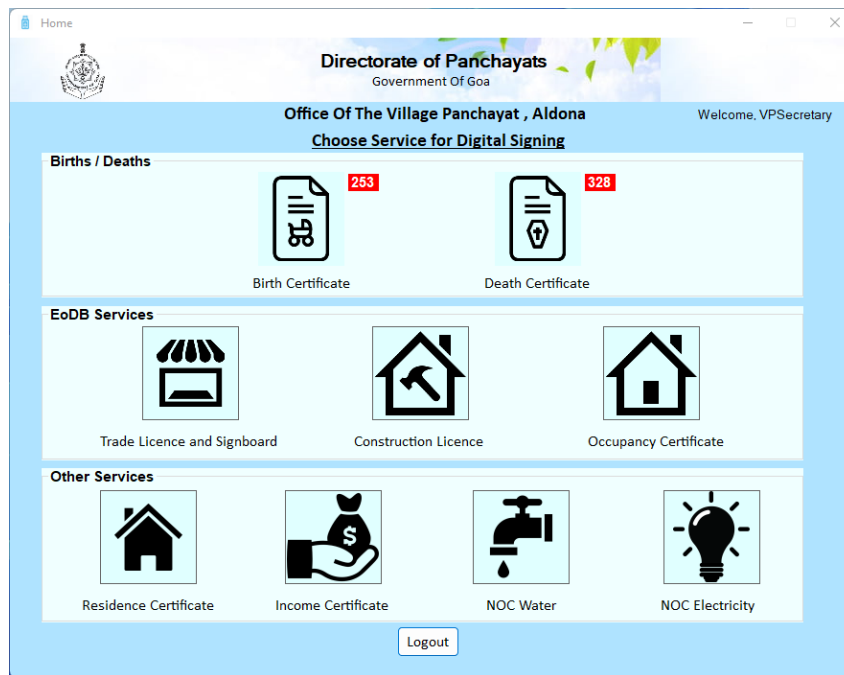 Home
Directorate of Panchayats
Government Of Goa
Office Of The Village Panchayat , Aldona
Welcome, VPSecretary
Choose Service for Digital Signing
Births / Deaths
253
328
Birth Certificate
Death Certificate
EoDB Services
Trade Licence and Signboard
Construction Licence
Occupancy Certificate
Other Services
$
Residence Certificate
Income Certificate
NOC Water
NOC Electricity
Logout